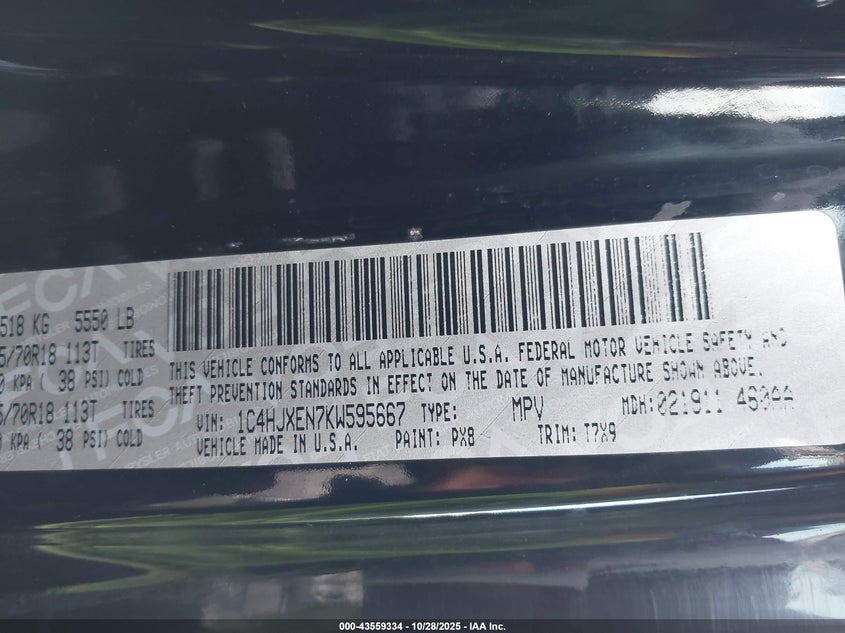 518 KG 5550 LB
5/70R18 113T TIRES
0 KPA ( 38 PSI) COLD
5/70R18 113T TIRES
0 KPA ( 38 PSI) COLD
THIS VEHICLE CONFORMS TO ALL APPLICABLE U.S.A. FEDERAL MOTOR VEHICLE SAFETY AND
THEFT PREVENTION STANDARDS IN EFFECT ON THE DATE OF MANUFACTURE SHOWN ABOVE.
VIN: 1C4HJXEN7KW595667 TYPE: MPV MDH:021911 460AA
VEHICLE MADE IN U.S.A. PAINT: PX8 TRIM: T7X9
000-43559334 | 10/28/2025 - IAA Inc.